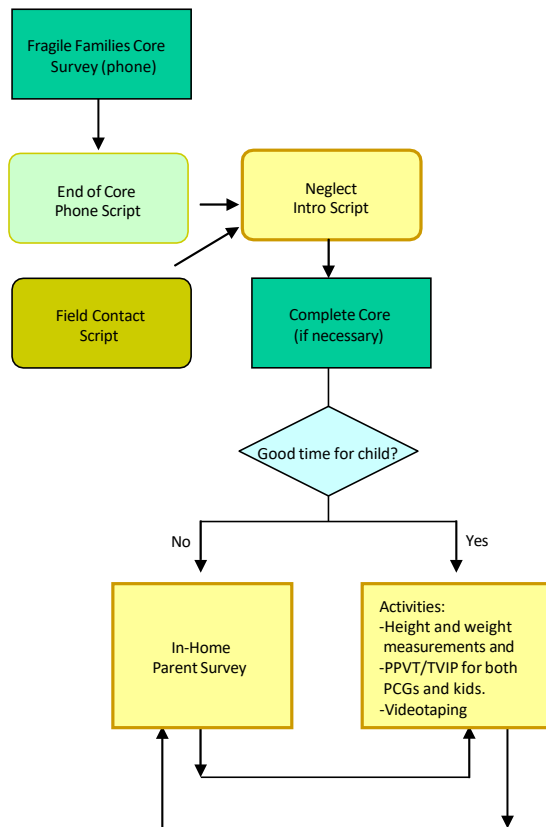 Fragile Families Core
Survey (phone)
End of Core
Phone Script
Neglect
Intro Script
Field Contact
Script
Complete Core
(if necessary)
Good time for child?
No
Yes
In-Home
Parent Survey
Activities:
-Height and weight
measurements and
-PPVT/TVIP for both
PCGs and kids.
-Videotaping